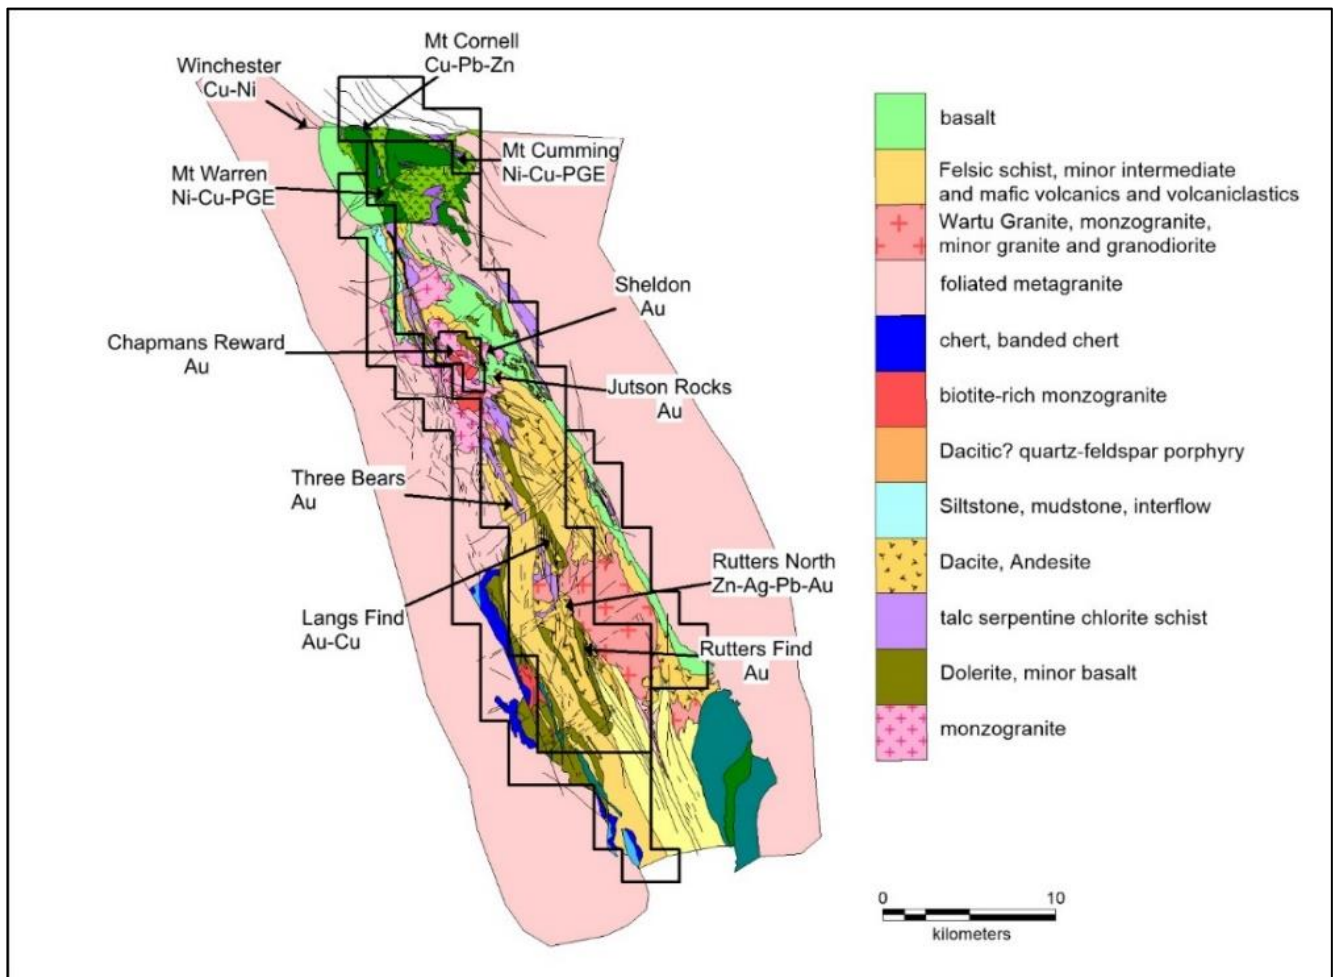 Mt Cornell
Cu-Pb-Zn
Winchester
Cu-Ni
Mt Cumming
Ni-Cu-PGE
Mt Warren
Ni-Cu-PGE
Sheldon
Au
Chapmans Reward
Au
Jutson Rocks
Au
Three Bears
Au
Rutters North
Zn-Ag-Pb-Au
Langs Find
Au-Cu
Rutters Find
Au
basalt
Felsic schist, minor intermediate
and mafic volcanics and volcaniclastics
Wartu Granite, monzogranite,
minor granite and granodiorite
foliated metagranite
chert, banded chert
biotite-rich monzogranite
Dacitic? quartz-feldspar porphyry
Siltstone, mudstone, interflow
Dacite, Andesite
talc serpentine chlorite schist
Dolerite, minor basalt
monzogranite
0 10
kilometers